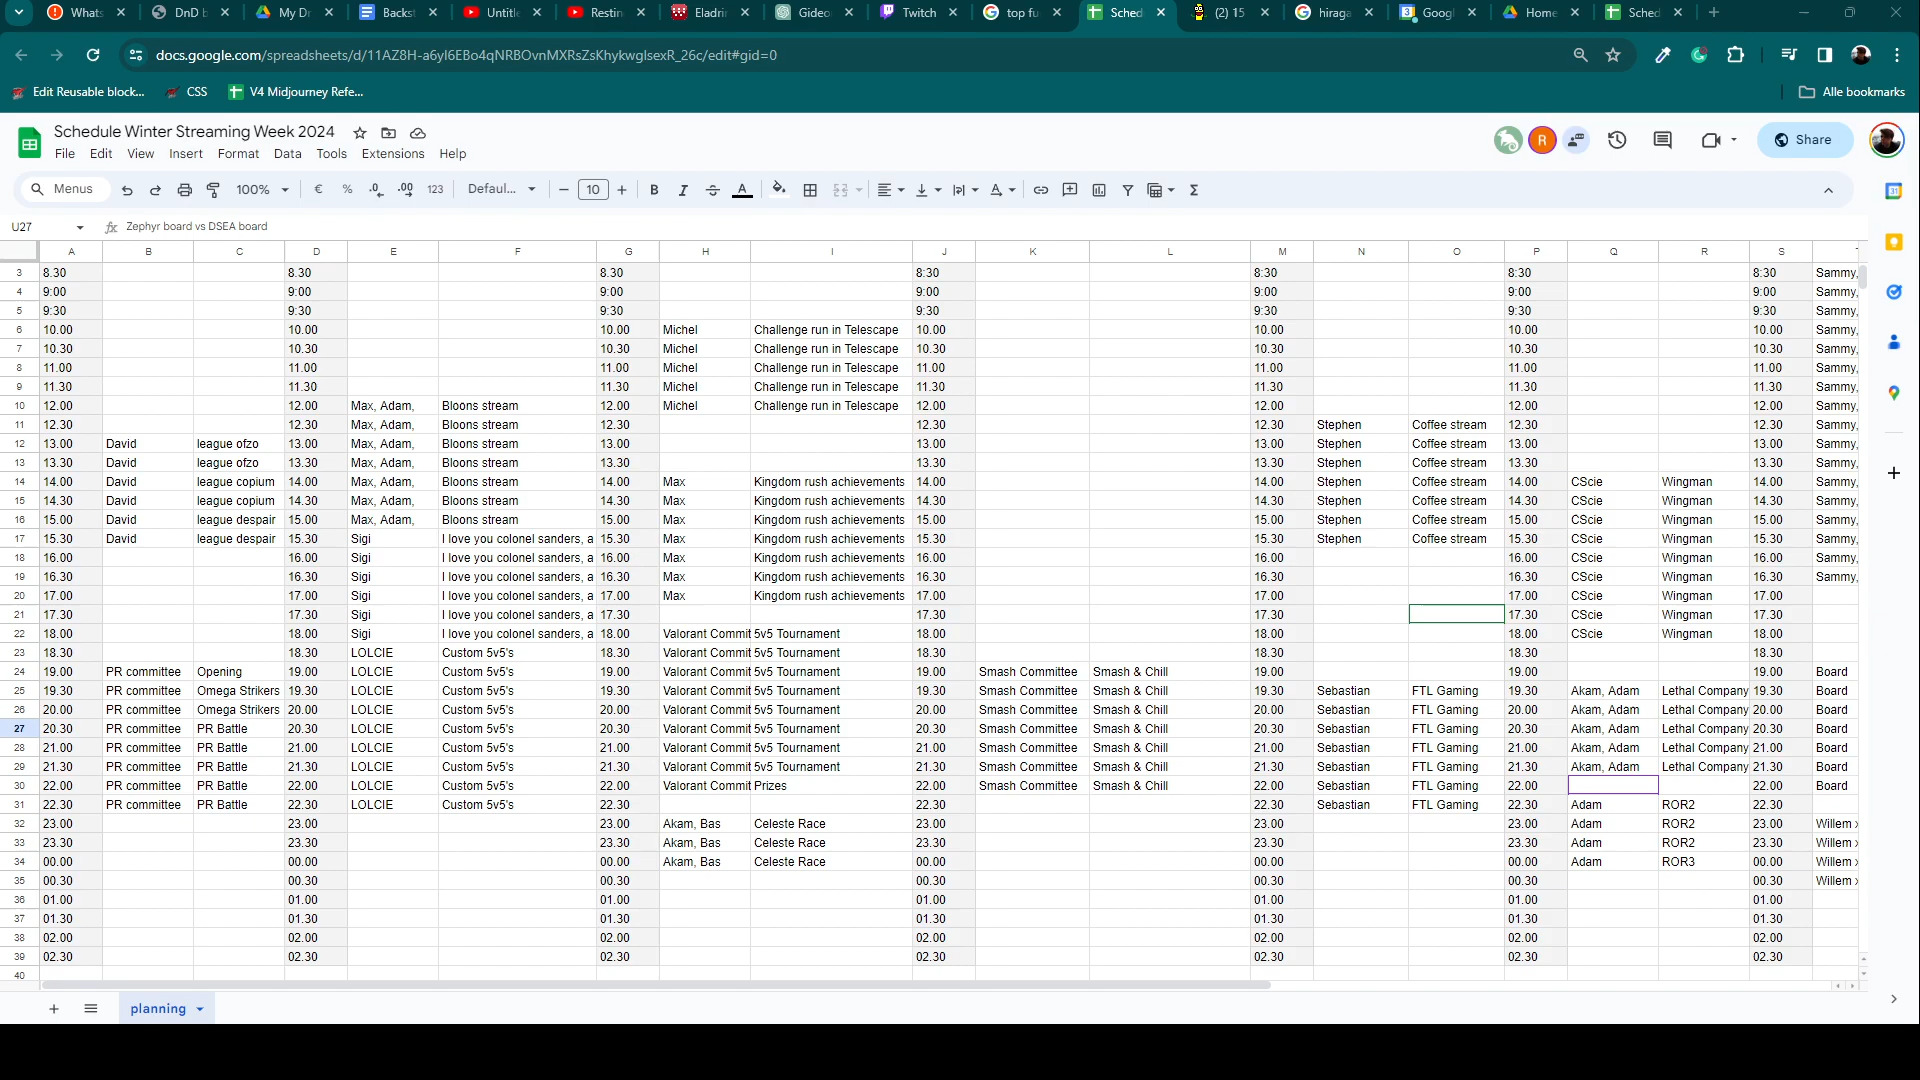 Whats
DnD b
My Dr
Backst
Untitle
Restin
Eladrir
Gideo
Twitch
top fu
Sched
(2) 15
hiraga
Googl
Home
Sched
docs.google.com/spreadsheets/d/11AZ8H-a6yI6EBo4qNRBOvnMXRsZsKhykwglsexR_26c/edit#gid=0
Edit Reusable block... CSS V4 Midjourney Refe... Alle bookmarks
Schedule Winter Streaming Week 2024
R
Share
File Edit View Insert Format Data Tools Extensions Help
Menus 100% € % .0 .00 123 Defaul... 10 B I S A
U27 fx Zephyr board vs DSEA board
A B C D E F G H I J K L M N O P Q R S
3 8.30 8.30 8.30 8:30 8:30 8:30 8:30 Sammy,
4 9:00 9:00 9:00 9:00 9:00 9:00 9:00 Sammy,
5 9:30 9:30 9:30 9:30 9:30 9:30 9:30 Sammy,
6 10.00 10.00 10.00 Michel Challenge run in Telescape 10.00 10.00 10.00 10.00 Sammy,
7 10.30 10.30 10.30 Michel Challenge run in Telescape 10.30 10.30 10.30 10.30 Sammy,
8 11.00 11.00 11.00 Michel Challenge run in Telescape 11.00 11.00 11.00 11.00 Sammy,
9 11.30 11.30 11.30 Michel Challenge run in Telescape 11.30 11.30 11.30 11.30 Sammy,
10 12.00 12.00 Max, Adam, Bloons stream 12.00 Michel Challenge run in Telescape 12.00 12.00 12.00 12.00 Sammy,
11 12.30 12.30 Max, Adam, Bloons stream 12.30 12.30 12.30 Stephen Coffee stream 12.30 12.30 Sammy,
12 13.00 David league ofzo 13.00 Max, Adam, Bloons stream 13.00 13.00 13.00 Stephen Coffee stream 13.00 13.00 Sammy,
13 13.30 David league ofzo 13.30 Max, Adam, Bloons stream 13.30 13.30 13.30 Stephen Coffee stream 13.30 13.30 Sammy,
14 14.00 David league copium 14.00 Max, Adam, Bloons stream 14.00 Max Kingdom rush achievements 14.00 14.00 Stephen Coffee stream 14.00 CScie Wingman 14.00 Sammy,
15 14.30 David league copium 14.30 Max, Adam, Bloons stream 14.30 Max Kingdom rush achievements 14.30 14.30 Stephen Coffee stream 14.30 CScie Wingman 14.30 Sammy,
16 15.00 David league despair 15.00 Max, Adam, Bloons stream 15.00 Max Kingdom rush achievements 15.00 15.00 Stephen Coffee stream 15.00 CScie Wingman 15.00 Sammy,
17 15.30 David league despair 15.30 Sigi I love you colonel sanders, a 15.30 Max Kingdom rush achievements 15.30 15.30 Stephen Coffee stream 15.30 CScie Wingman 15.30 Sammy,
18 16.00 16.00 Sigi I love you colonel sanders, a 16.00 Max Kingdom rush achievements 16.00 16.00 16.00 CScie Wingman 16.00 Sammy,
19 16.30 16.30 Sigi I love you colonel sanders, a 16.30 Max Kingdom rush achievements 16.30 16.30 16.30 CScie Wingman 16.30 Sammy,
20 17.00 17.00 Sigi I love you colonel sanders, a 17.00 Max Kingdom rush achievements 17.00 17.00 17.00 CScie Wingman 17.00
21 17.30 17.30 Sigi I love you colonel sanders, a 17.30 17.30 17.30 17.30 CScie Wingman 17.30
22 18.00 18.00 Sigi I love you colonel sanders, a 18.00 Valorant Commit 5v5 Tournament 18.00 18.00 18.00 CScie Wingman 18.00
23 18.30 18.30 LOLCIE Custom 5v5's 18.30 Valorant Commit 5v5 Tournament 18.30 18.30 18.30 18.30
24 19.00 PR committee Opening 19.00 LOLCIE Custom 5v5's 19.00 Valorant Commit 5v5 Tournament 19.00 Smash Committee Smash & Chill 19.00 19.00 19.00 Board
25 19.30 PR committee Omega Strikers 19.30 LOLCIE Custom 5v5's 19.30 Valorant Commit 5v5 Tournament 19.30 Smash Committee Smash & Chill 19.30 Sebastian FTL Gaming 19.30 Akam, Adam Lethal Company 19.30 Board
26 20.00 PR committee Omega Strikers 20.00 LOLCIE Custom 5v5's 20.00 Valorant Commit 5v5 Tournament 20.00 Smash Committee Smash & Chill 20.00 Sebastian FTL Gaming 20.00 Akam, Adam Lethal Company 20.00 Board
27 20.30 PR committee PR Battle 20.30 LOLCIE Custom 5v5's 20.30 Valorant Commit 5v5 Tournament 20.30 Smash Committee Smash & Chill 20.30 Sebastian FTL Gaming 20.30 Akam, Adam Lethal Company 20.30 Board
28 21.00 PR committee PR Battle 21.00 LOLCIE Custom 5v5's 21.00 Valorant Commit 5v5 Tournament 21.00 Smash Committee Smash & Chill 21.00 Sebastian FTL Gaming 21.00 Akam, Adam Lethal Company 21.00 Board
29 21.30 PR committee PR Battle 21.30 LOLCIE Custom 5v5's 21.30 Valorant Commit 5v5 Tournament 21.30 Smash Committee Smash & Chill 21.30 Sebastian FTL Gaming 21.30 Akam, Adam Lethal Company 21.30 Board
30 22.00 PR committee PR Battle 22.00 LOLCIE Custom 5v5's 22.00 Valorant Commit Prizes 22.00 Smash Committee Smash & Chill 22.00 Sebastian FTL Gaming 22.00 22.00 Board
31 22.30 PR committee PR Battle 22.30 LOLCIE Custom 5v5's 22.30 22.30 22.30 Sebastian FTL Gaming 22.30 Adam ROR2 22.30
32 23.00 23.00 23.00 Akam, Bas Celeste Race 23.00 23.00 23.00 Adam ROR2 23.00 Willem x
33 23.30 23.30 23.30 Akam, Bas Celeste Race 23.30 23.30 23.30 Adam ROR2 23.30 Willem x
34 00.00 00.00 00.00 Akam, Bas Celeste Race 00.00 00.00 00.00 Adam ROR3 00.00 Willem x
35 00.30 00.30 00.30 00.30 00.30 00.30 00.30 Willem x
36 01.00 01.00 01.00 01.00 01.00 01.00 01.00
37 01.30 01.30 01.30 01.30 01.30 01.30 01.30
38 02.00 02.00 02.00 02.00 02.00 02.00 02.00
39 02.30 02.30 02.30 02.30 02.30 02.30 02.30
40
planning